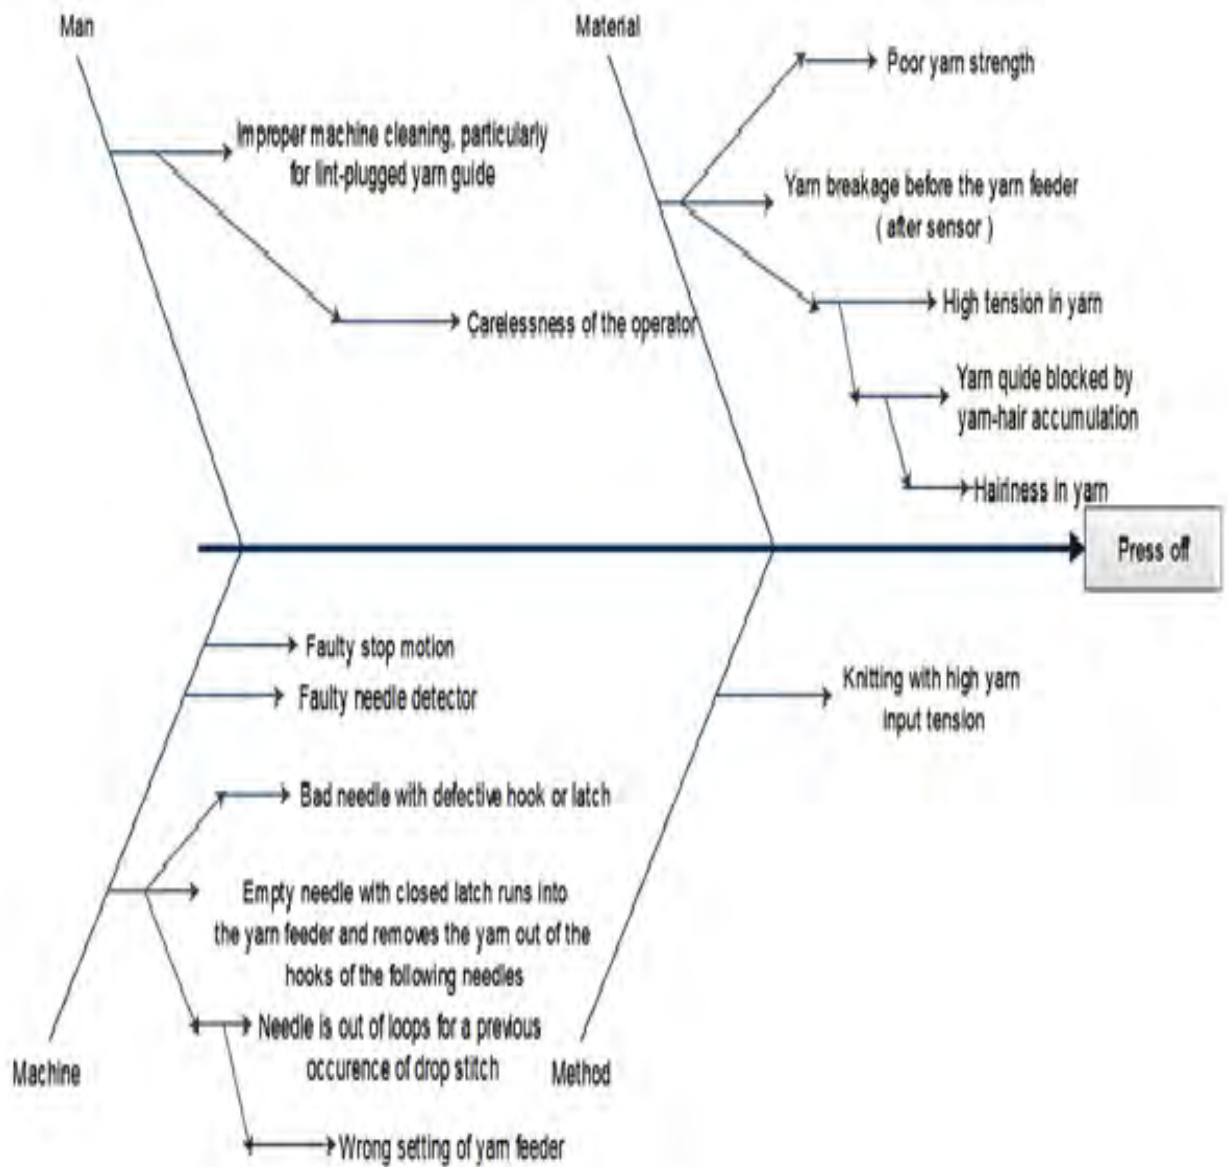 Man
Improper machine cleaning, particularly
for lint-plugged yarn guide
Carelessness of the operator
Material
Poor yarn strength
Yarn breakage before the yarn feeder
( after sensor )
High tension in yarn
Yarn quide blocked by
yarn-hair accumulation
Hairiness in yarn
Press off
Faulty stop motion
Faulty needle detector
Bad needle with defective hook or latch
Empty needle with closed latch runs into
the yarn feeder and removes the yarn out of the
hooks of the following needles
Needle is out of loops for a previous
occurence of drop stitch
Wrong setting of yarn feeder
Machine
Knitting with high yarn
input tension
Method